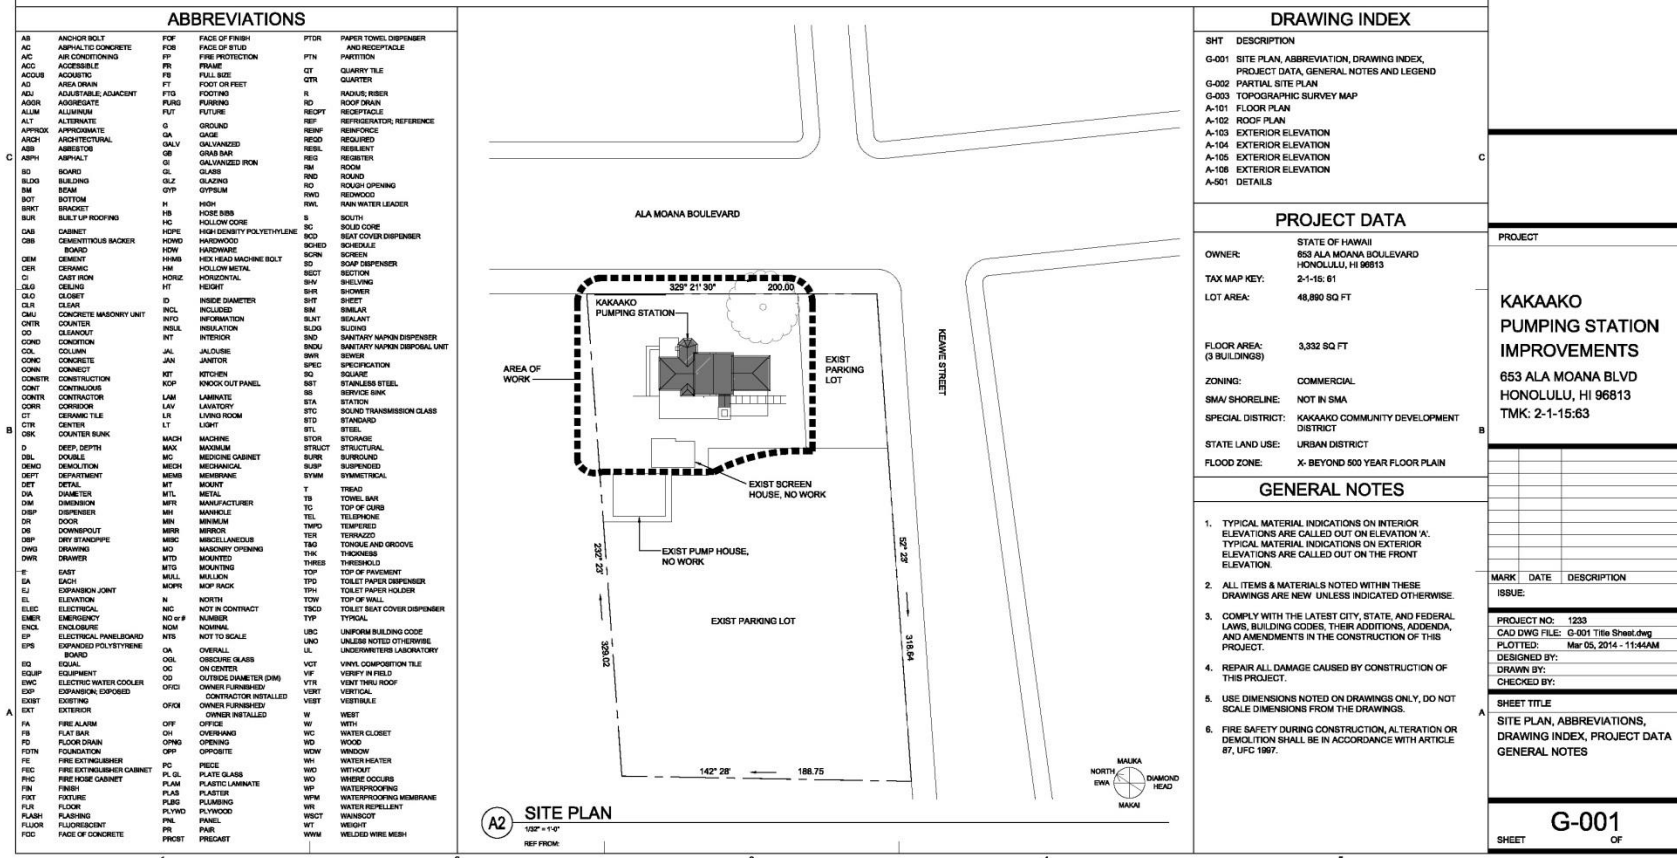 ABBREVIATIONS
AB ANCHOR BOLT
AC ASPHALTIC CONCRETE
A/C AIR CONDITIONING
ACC ACCESSIBLE
ACOUS ACOUSTIC
AD AREA DRAIN
ADJ ADJUSTABLE; ADJACENT
AGGR AGGREGATE
ALUM ALUMINUM
ALT ALTERNATE
APPROX APPROXIMATE
ARCH ARCHITECTURAL
ASB ASBESTOS
ASPH ASPHALT
BD BOARD
BLDG BUILDING
BM BEAM
BOT BOTTOM
BRKT BRACKET
BUR BUILT UP ROOFING
CAB CABINET
CBB CEMENTITIOUS BACKER
BOARD
CEM CEMENT
CER CERAMIC
CI CAST IRON
CLG CEILING
CLO CLOSET
CLR CLEAR
CMU CONCRETE MASONRY UNIT
CNTR COUNTER
CO CLEANOUT
COND CONDITION
COL COLUMN
CONC CONCRETE
CONN CONNECT
CONSTR CONSTRUCTION
CONT CONTINUOUS
CONTR CONTRACTOR
CORR CORRIDOR
CT CERAMIC TILE
CTR CENTER
CSK COUNTER SUNK
D DEEP, DEPTH
DBL DOUBLE
DEMO DEMOLITION
DEPT DEPARTMENT
DET DETAIL
DIA DIAMETER
DIM DIMENSION
DISP DISPENSER
DR DOOR
DS DOWNSPOUT
DSP DRY STANDPIPE
DWG DRAWING
DWR DRAWER
E EAST
EA EACH
EJ EXPANSION JOINT
EL ELEVATION
ELEC ELECTRICAL
EMER EMERGENCY
ENCL ENCLOSURE
EP ELECTRICAL PANELBOARD
EPS EXPANDED POLYSTYRENE
BOARD
EQ EQUAL
EQUIP EQUIPMENT
EWC ELECTRIC WATER COOLER
EXP EXPANSION; EXPOSED
EXIST EXISTING
EXT EXTERIOR
FA FIRE ALARM
FB FLAT BAR
FD FLOOR DRAIN
FDTN FOUNDATION
FE FIRE EXTINGUISHER
FEC FIRE EXTINGUISHER CABINET
FHC FIRE HOSE CABINET
FIN FINISH
FIXT FIXTURE
FLR FLOOR
FLASH FLASHING
FLUOR FLUORESCENT
FOC FACE OF CONCRETE
FOF FACE OF FINISH
FOS FACE OF STUD
FP FIRE PROTECTION
FR FRAME
FS FULL SIZE
FT FOOT OR FEET
FTG FOOTING
FURG FURRING
FUT FUTURE
G GROUND
GA GAGE
GALV GALVANIZED
GB GRAB BAR
GI GALVANIZED IRON
GL GLASS
GLZ GLAZING
GYP GYPSUM
H HIGH
HB HOSE BIBB
HC HOLLOW CORE
HDPE HIGH DENSITY POLYETHYLENE
HDWD HARDWOOD
HDW HARDWARE
HHMB HEX HEAD MACHINE BOLT
HM HOLLOW METAL
HORIZ HORIZONTAL
HT HEIGHT
ID INSIDE DIAMETER
INCL INCLUDED
INFO INFORMATION
INSUL INSULATION
INT INTERIOR
JAL JALOUSIE
JAN JANITOR
KIT KITCHEN
KOP KNOCK OUT PANEL
LAM LAMINATE
LAV LAVATORY
LR LIVING ROOM
LT LIGHT
MACH MACHINE
MAX MAXIMUM
MC MEDICINE CABINET
MECH MECHANICAL
MEMB MEMBRANE
MT MOUNT
MTL METAL
MFR MANUFACTURER
MH MANHOLE
MIN MINIMUM
MIRR MIRROR
MISC MISCELLANEOUS
MO MASONRY OPENING
MTD MOUNTED
MTG MOUNTING
MULL MULLION
MOPR MOP RACK
N NORTH
NIC NOT IN CONTRACT
NO or # NUMBER
NOM NOMINAL
NTS NOT TO SCALE
OA OVERALL
OGL OBSCURE GLASS
OC ON CENTER
OD OUTSIDE DIAMETER (DIM)
OF/CI OWNER FURNISHED/
CONTRACTOR INSTALLED
OF/OI OWNER FURNISHED/
OWNER INSTALLED
OFF OFFICE
OH OVERHANG
OPNG OPENING
OPP OPPOSITE
PC PIECE
PL GL PLATE GLASS
PLAM PLASTIC LAMINATE
PLAS PLASTER
PLBG PLUMBING
PLYWD PLYWOOD
PNL PANEL
PR PAIR
PRCST PRECAST
PTDR PAPER TOWEL DISPENSER
AND RECEPTACLE
PTN PARTITION
QT QUARRY TILE
QTR QUARTER
R RADIUS; RISER
RD ROOF DRAIN
RECPT RECEPTACLE
REF REFRIGERATOR; REFERENCE
REINF REINFORCE
REQD REQUIRED
RESIL RESILIENT
REG REGISTER
RM ROOM
RND ROUND
RO ROUGH OPENING
RWD REDWOOD
RWL RAIN WATER LEADER
S SOUTH
SC SOLID CORE
SCD SEAT COVER DISPENSER
SCHED SCHEDULE
SCRN SCREEN
SD SOAP DISPENSER
SECT SECTION
SHV SHELVING
SHR SHOWER
SHT SHEET
SIM SIMILAR
SLNT SEALANT
SLDG SLIDING
SND SANITARY NAPKIN DISPENSER
SNDU SANITARY NAPKIN DISPOSAL UNIT
SWR SEWER
SPEC SPECIFICATION
SQ SQUARE
SST STAINLESS STEEL
SS SERVICE SINK
STA STATION
STC SOUND TRANSMISSION CLASS
STD STANDARD
STL STEEL
STOR STORAGE
STRUCT STRUCTURAL
SURR SURROUND
SUSP SUSPENDED
SYMM SYMMETRICAL
T TREAD
TB TOWEL BAR
TC TOP OF CURB
TEL TELEPHONE
TMPD TEMPERED
TER TERRAZZO
T&G TONGUE AND GROOVE
THK THICKNESS
THRES THRESHOLD
TOP TOP OF PAVEMENT
TPD TOILET PAPER DISPENSER
TPH TOILET PAPER HOLDER
TOW TOP OF WALL
TSCD TOILET SEAT COVER DISPENSER
TYP TYPICAL
UBC UNIFORM BUILDING CODE
UNO UNLESS NOTED OTHERWISE
UL UNDERWRITERS LABORATORY
VCT VINYL COMPOSITION TILE
VIF VERIFY IN FIELD
VTR VENT THRU ROOF
VERT VERTICAL
VEST VESTIBULE
W WEST
W/ WITH
WC WATER CLOSET
WD WOOD
WDW WINDOW
WH WATER HEATER
W/O WITHOUT
WO WHERE OCCURS
WP WATERPROOFING
WPM WATERPROOFING MEMBRANE
WR WATER REPELLENT
WSCT WAINSCOT
WT WEIGHT
WWM WELDED WIRE MESH
C
B
A
ALA MOANA BOULEVARD
329° 21' 30"
200.00
KAKAAKO
PUMPING STATION
AREA OF
WORK
EXIST
PARKING
LOT
KEAWE STREET
EXIST SCREEN
HOUSE, NO WORK
EXIST PUMP HOUSE,
NO WORK
232° 23'
329.02
52° 23'
318.64
EXIST PARKING LOT
142° 28'
188.75
MAUKA
NORTH
EWA
DIAMOND
HEAD
MAKAI
A2
SITE PLAN
1/32" = 1'-0"
REF FROM:
DRAWING INDEX
SHT DESCRIPTION
G-001 SITE PLAN, ABBREVIATION, DRAWING INDEX,
PROJECT DATA, GENERAL NOTES AND LEGEND
G-002 PARTIAL SITE PLAN
G-003 TOPOGRAPHIC SURVEY MAP
A-101 FLOOR PLAN
A-102 ROOF PLAN
A-103 EXTERIOR ELEVATION
A-104 EXTERIOR ELEVATION
A-105 EXTERIOR ELEVATION
A-106 EXTERIOR ELEVATION
A-501 DETAILS
PROJECT DATA
STATE OF HAWAII
OWNER: 653 ALA MOANA BOULEVARD
HONOLULU, HI 96813
TAX MAP KEY: 2-1-15: 61
LOT AREA: 48,890 SQ FT
FLOOR AREA: 3,332 SQ FT
(3 BUILDINGS)
ZONING: COMMERCIAL
SMA/ SHORELINE: NOT IN SMA
SPECIAL DISTRICT: KAKAAKO COMMUNITY DEVELOPMENT
DISTRICT
STATE LAND USE: URBAN DISTRICT
FLOOD ZONE: X- BEYOND 500 YEAR FLOOR PLAIN
GENERAL NOTES
1. TYPICAL MATERIAL INDICATIONS ON INTERIOR
ELEVATIONS ARE CALLED OUT ON ELEVATION 'A'.
TYPICAL MATERIAL INDICATIONS ON EXTERIOR
ELEVATIONS ARE CALLED OUT ON THE FRONT
ELEVATION.
2. ALL ITEMS & MATERIALS NOTED WITHIN THESE
DRAWINGS ARE NEW UNLESS INDICATED OTHERWISE.
3. COMPLY WITH THE LATEST CITY, STATE, AND FEDERAL
LAWS, BUILDING CODES, THEIR ADDITIONS, ADDENDA,
AND AMENDMENTS IN THE CONSTRUCTION OF THIS
PROJECT.
4. REPAIR ALL DAMAGE CAUSED BY CONSTRUCTION OF
THIS PROJECT.
5. USE DIMENSIONS NOTED ON DRAWINGS ONLY, DO NOT
SCALE DIMENSIONS FROM THE DRAWINGS.
6. FIRE SAFETY DURING CONSTRUCTION, ALTERATION OR
DEMOLITION SHALL BE IN ACCORDANCE WITH ARTICLE
87, UFC 1997.
C
B
A
PROJECT
KAKAAKO
PUMPING STATION
IMPROVEMENTS
653 ALA MOANA BLVD
HONOLULU, HI 96813
TMK: 2-1-15:63
MARK DATE DESCRIPTION
ISSUE:
PROJECT NO: 1233
CAD DWG FILE: G-001 Title Sheet.dwg
PLOTTED: Mar 05, 2014 - 11:44AM
DESIGNED BY:
DRAWN BY:
CHECKED BY:
SHEET TITLE
SITE PLAN, ABBREVIATIONS,
DRAWING INDEX, PROJECT DATA
GENERAL NOTES
G-001
SHEET OF